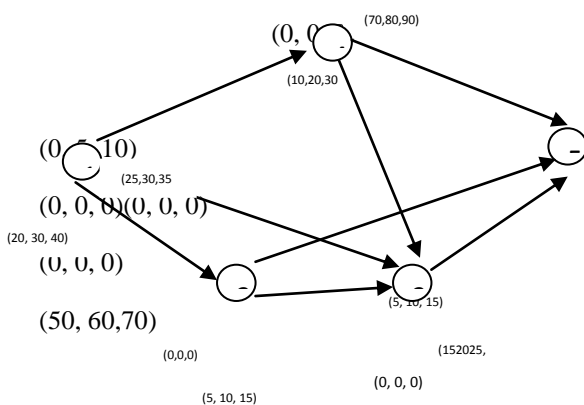 (70,80,90)
(0, 0
(10,20,30
(0, 5, 10)
(25,30,35
(0, 0, 0)(0, 0, 0)
(20, 30, 40)
(0, 0, 0)
(5, 10, 15)
(50, 60,70)
(0,0,0)
(152025,
(0, 0, 0)
(5, 10, 15)